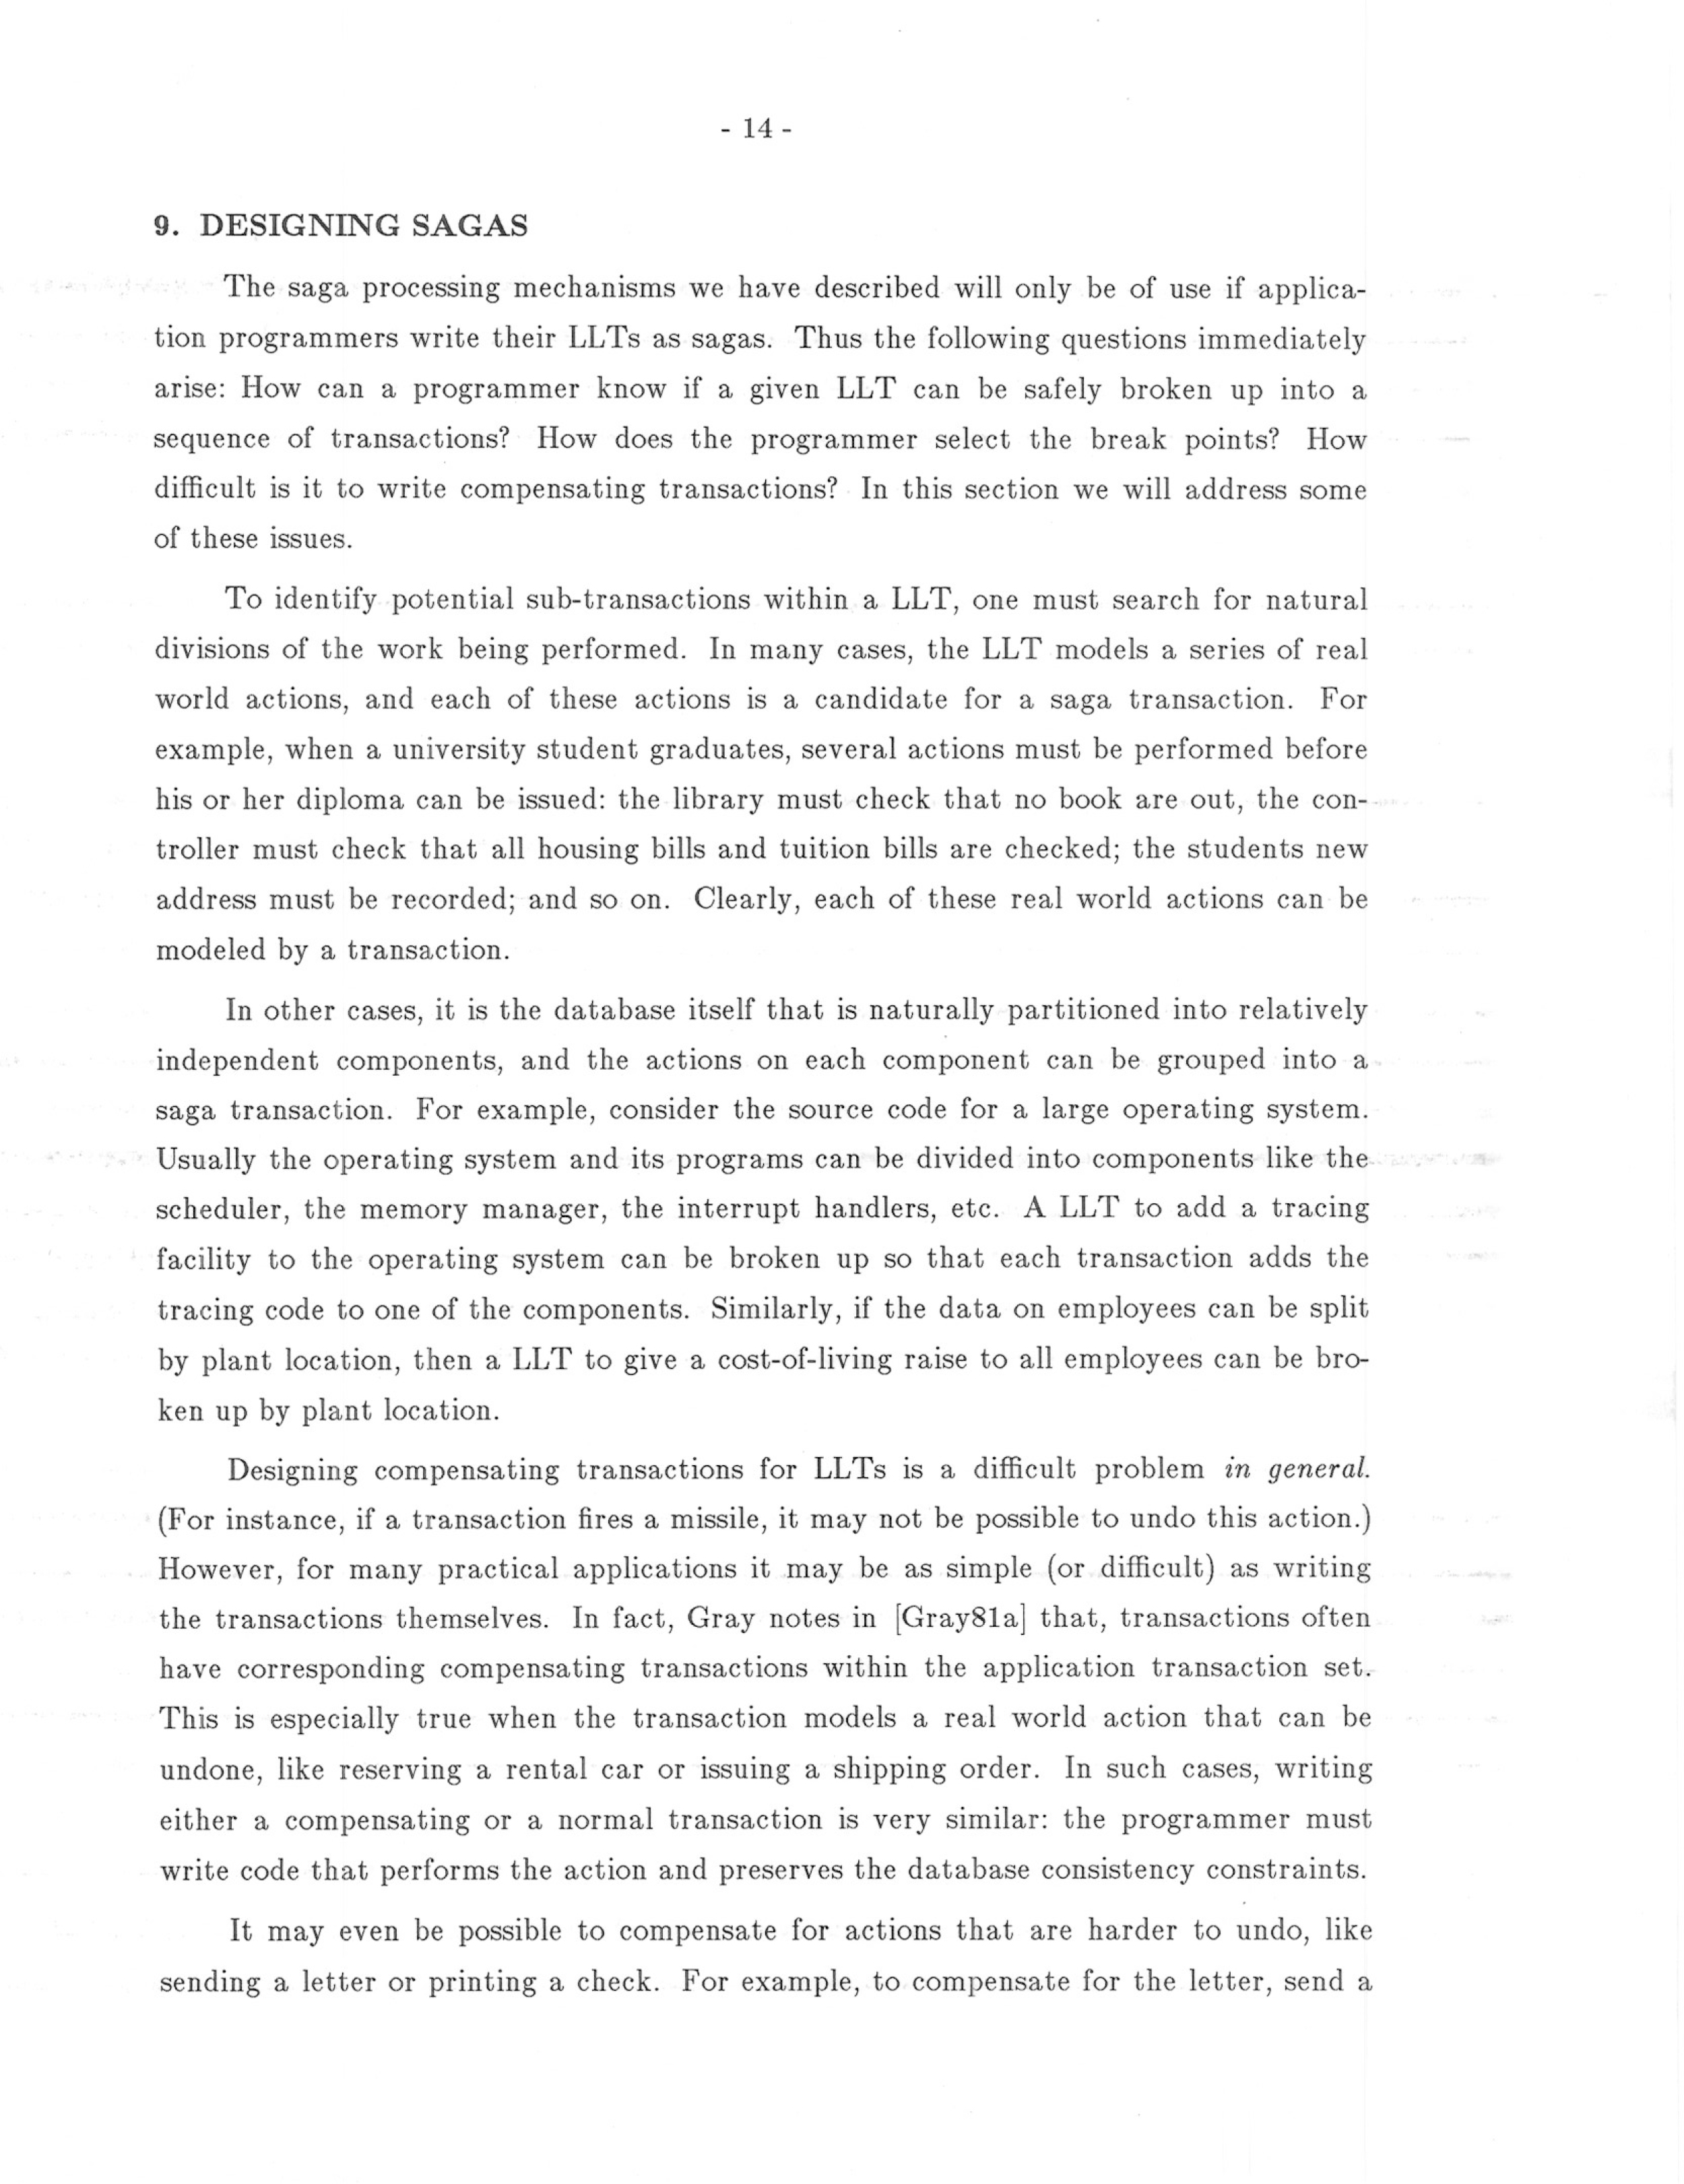 - 14 -
9. DESIGNING SAGAS
The saga processing mechanisms we have described will only be of use if applica-
tion programmers write their LLTs as sagas. Thus the following questions immediately
arise: How can a programmer know if a given LLT can be safely broken up into a
sequence of transactions? How does the programmer select the break points? How
difficult is it to write compensating transactions? In this section we will address some
of these issues.
To identify potential sub-transactions within a LLT, one must search for natural
divisions of the work being performed. In many cases, the LLT models a series of real
world actions, and each of these actions is a candidate for a saga transaction. For
example, when a university student graduates, several actions must be performed before
his or her diploma can be issued: the library must check that no book are out, the con-
troller must check that all housing bills and tuition bills are checked; the students new
address must be recorded; and so on. Clearly, each of these real world actions can be
modeled by a transaction.
In other cases, it is the database itself that is naturally partitioned into relatively
independent components, and the actions on each component can be grouped into a
saga transaction. For example, consider the source code for a large operating system.
Usually the operating system and its programs can be divided into components like the
scheduler, the memory manager, the interrupt handlers, etc. A LLT to add a tracing
facility to the operating system can be broken up so that each transaction adds the
tracing code to one of the components. Similarly, if the data on employees can be split
by plant location, then a LLT to give a cost-of-living raise to all employees can be bro-
ken up by plant location.
Designing compensating transactions for LLTs is a difficult problem in general.
(For instance, if a transaction fires a missile, it may not be possible to undo this action.)
However, for many practical applications it may be as simple (or difficult) as writing
the transactions themselves. In fact, Gray notes in [Gray81a] that, transactions often
have corresponding compensating transactions within the application transaction set.
This is especially true when the transaction models a real world action that can be
undone, like reserving a rental car or issuing a shipping order. In such cases, writing
either a compensating or a normal transaction is very similar: the programmer must
write code that performs the action and preserves the database consistency constraints.
It may even be possible to compensate for actions that are harder to undo, like
sending a letter or printing a check. For example, to compensate for the letter, send a